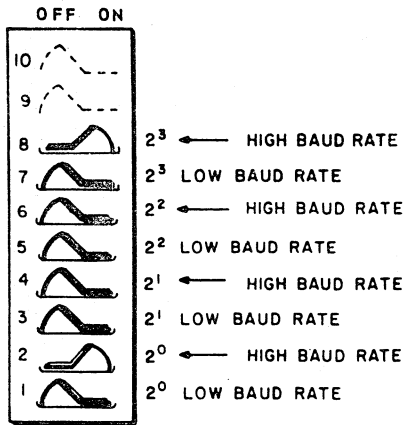 OFF ON
10
9
8 2³ ← HIGH BAUD RATE
7 2³ LOW BAUD RATE
6 2² ← HIGH BAUD RATE
5 2² LOW BAUD RATE
4 2¹ ← HIGH BAUD RATE
3 2¹ LOW BAUD RATE
2 2⁰ ← HIGH BAUD RATE
1 2⁰ LOW BAUD RATE